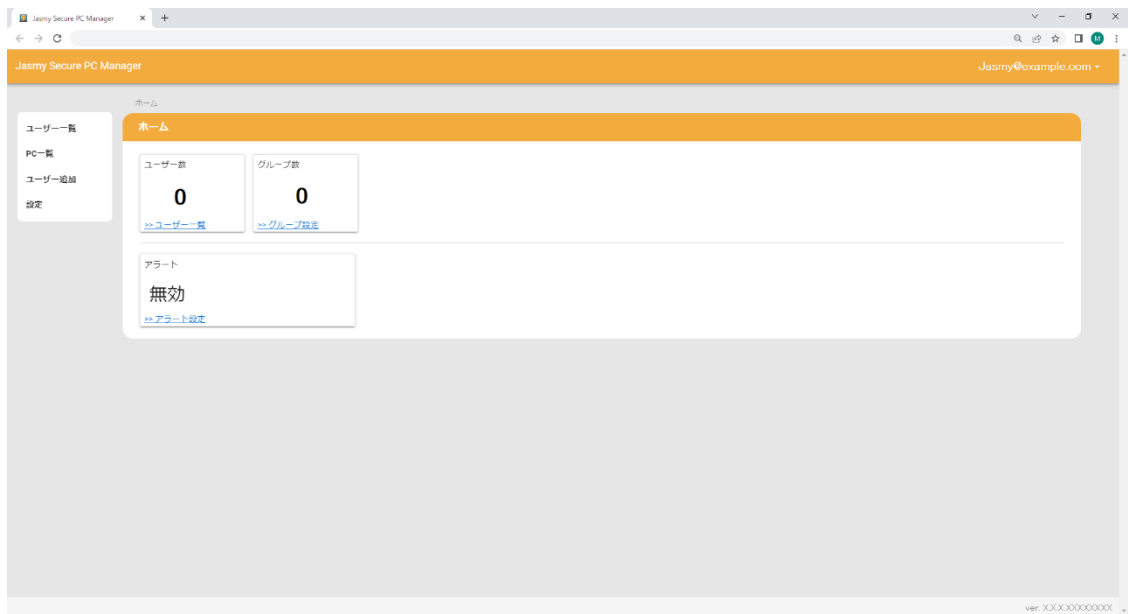 Jasmy Secure PC Manager
M
Jasmy Secure PC Manager
Jasmy@example.com
ホーム
ユーザー一覧
PC一覧
ユーザー追加
設定
ホーム
ユーザー数
0
>> ユーザー一覧
グループ数
0
>> グループ設定
アラート
無効
>> アラート設定
ver. X.X.X.XXXXXXXXX